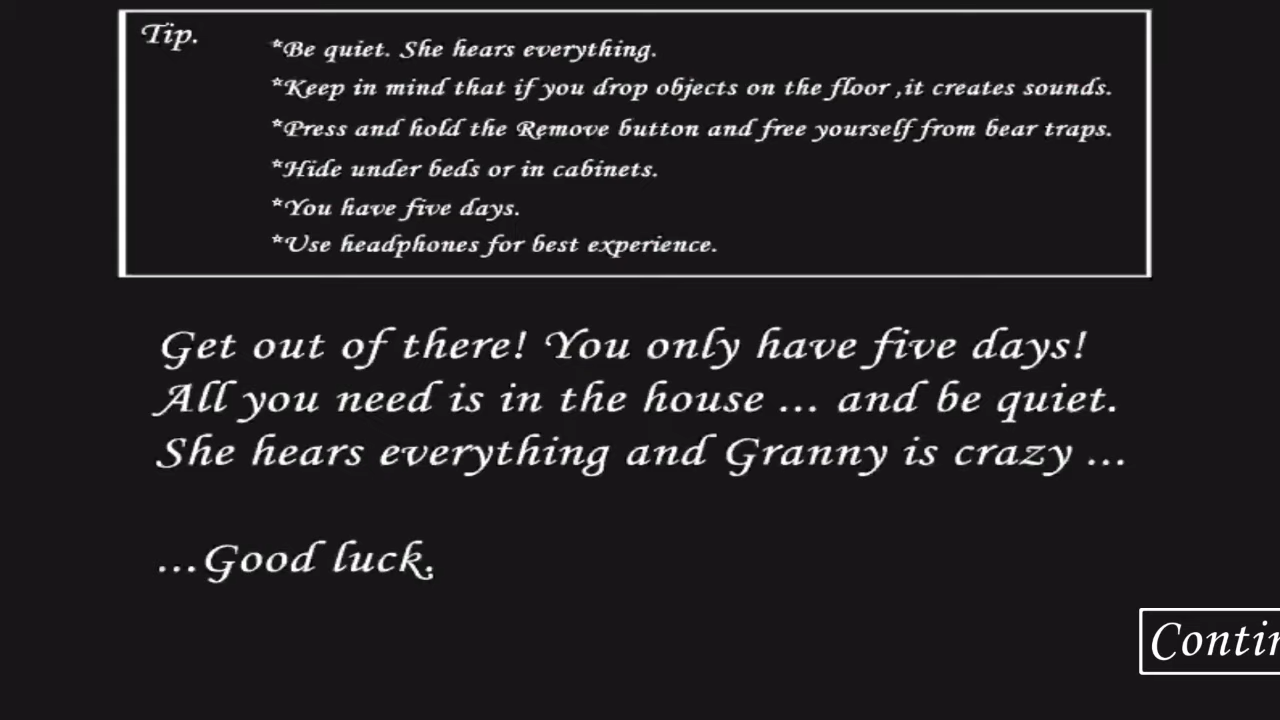 Tip.
*Be quiet. She hears everything.
*Keep in mind that if you drop objects on the floor ,it creates sounds.
*Press and hold the Remove button and free yourself from bear traps.
*Hide under beds or in cabinets.
*You have five days.
*Use headphones for best experience.
Get out of there! You only have five days!
All you need is in the house ... and be quiet.
She hears everything and Granny is crazy ...
...Good luck.
Contin